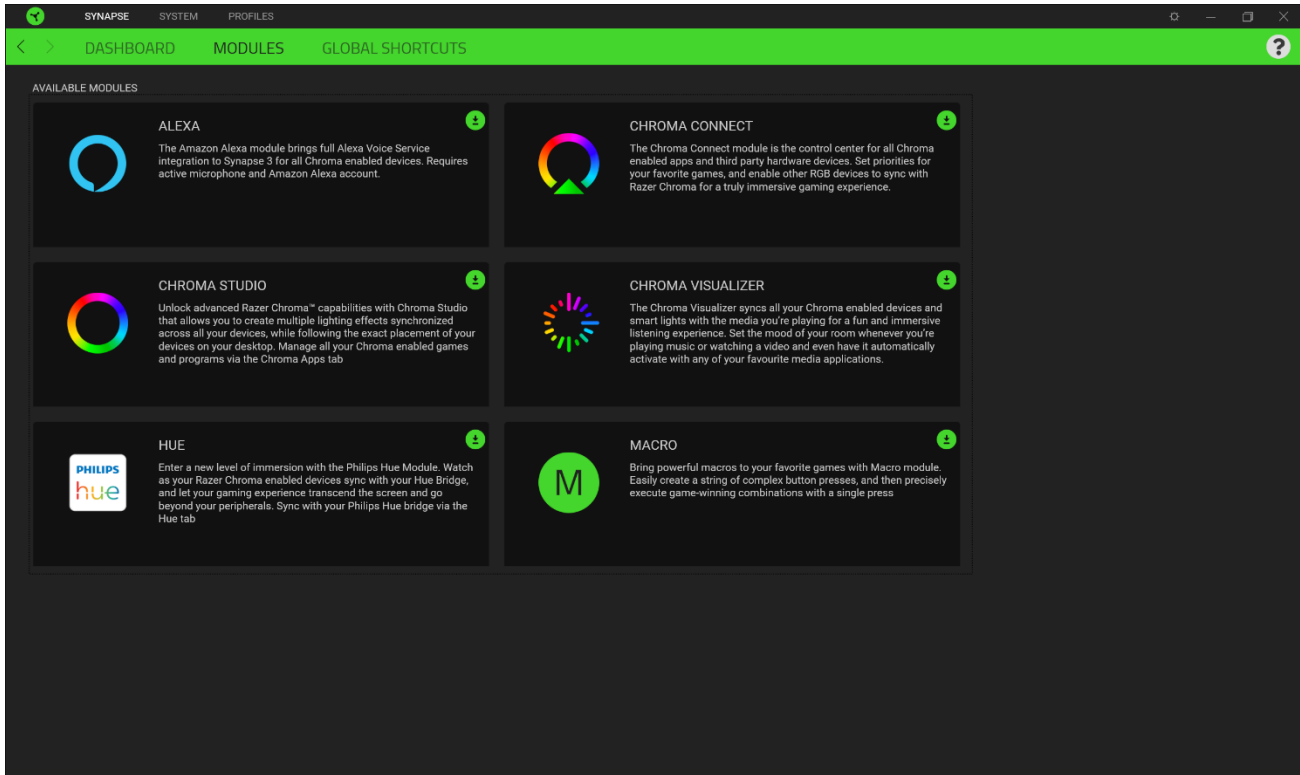 SYNAPSE SYSTEM PROFILES
DASHBOARD MODULES GLOBAL SHORTCUTS
?
AVAILABLE MODULES
ALEXA
The Amazon Alexa module brings full Alexa Voice Service
integration to Synapse 3 for all Chroma enabled devices. Requires
active microphone and Amazon Alexa account.
CHROMA CONNECT
The Chroma Connect module is the control center for all Chroma
enabled apps and third party hardware devices. Set priorities for
your favorite games, and enable other RGB devices to sync with
Razer Chroma for a truly immersive gaming experience.
CHROMA STUDIO
Unlock advanced Razer Chroma™ capabilities with Chroma Studio
that allows you to create multiple lighting effects synchronized
across all your devices, while following the exact placement of your
devices on your desktop. Manage all your Chroma enabled games
and programs via the Chroma Apps tab
CHROMA VISUALIZER
The Chroma Visualizer syncs all your Chroma enabled devices and
smart lights with the media you're playing for a fun and immersive
listening experience. Set the mood of your room whenever you're
playing music or watching a video and even have it automatically
activate with any of your favourite media applications.
PHILIPS
hue
HUE
Enter a new level of immersion with the Philips Hue Module. Watch
as your Razer Chroma enabled devices sync with your Hue Bridge,
and let your gaming experience transcend the screen and go
beyond your peripherals. Sync with your Philips Hue bridge via the
Hue tab
M
MACRO
Bring powerful macros to your favorite games with Macro module.
Easily create a string of complex button presses, and then precisely
execute game-winning combinations with a single press